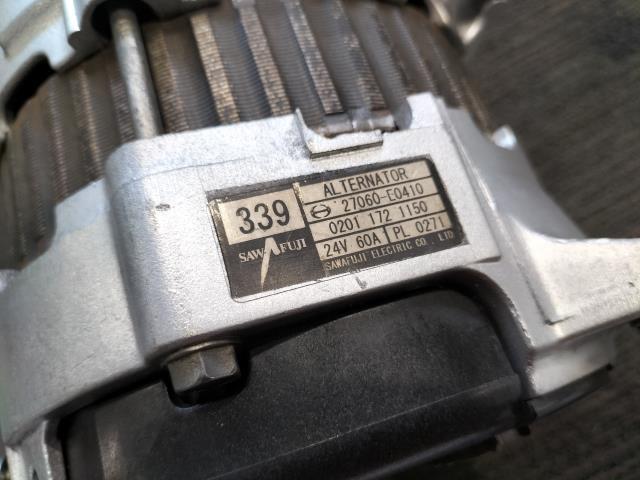 ALTERNATOR
339
27060-E0410
0201 172 1150
SAWAFUJI
24V 60A PL 0271
SAWAFUJI ELECTRIC CO., LTD.